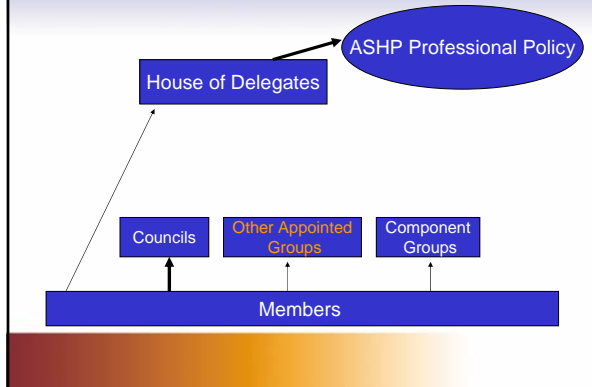 ASHP Professional Policy
House of Delegates
Councils
Other Appointed
Groups
Component
Groups
Members